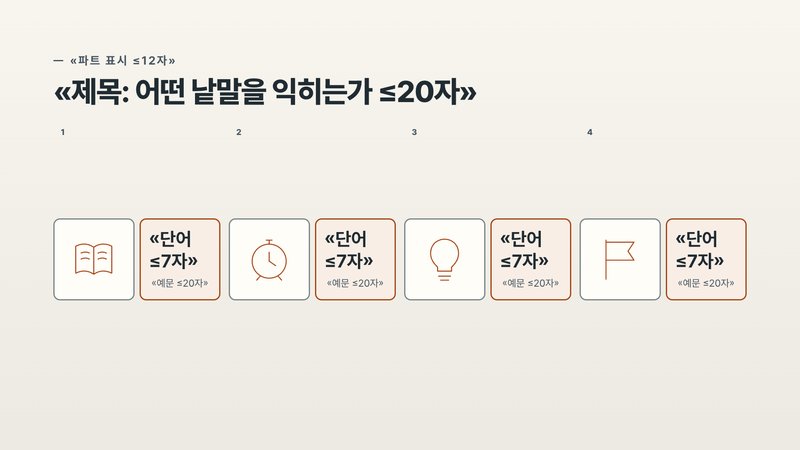 — «파트 표시 ≤12자»
«제목: 어떤 낱말을 익히는가 ≤20자»
1
2
3
4
«단어
≤7자»
«예문 ≤20자»
«단어
≤7자»
«예문 ≤20자»
«단어
≤7자»
«예문 ≤20자»
«단어
≤7자»
«예문 ≤20자»